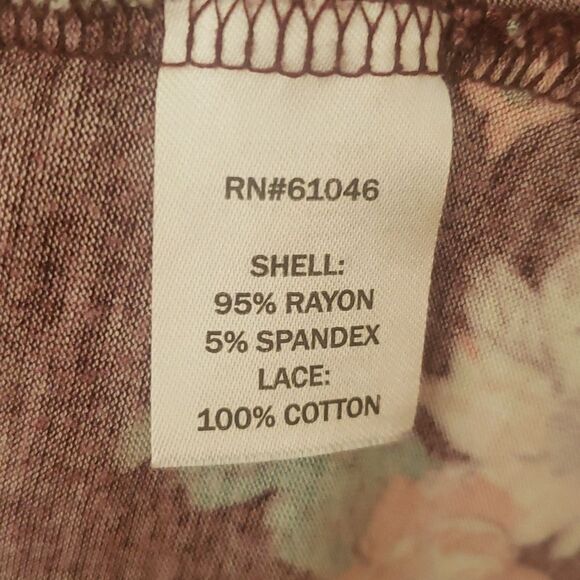 RN#61046
SHELL:
95% RAYON
5% SPANDEX
LACE:
100% COTTON